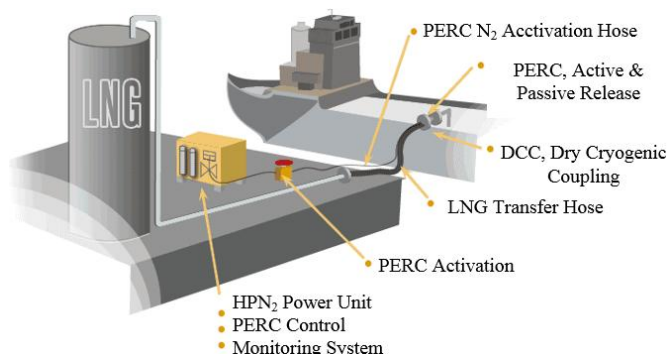 PERC N₂ Acctivation Hose
PERC, Active &
Passive Release
DCC, Dry Cryogenic
Coupling
LNG Transfer Hose
LNG
PERC Activation
HPN₂ Power Unit
PERC Control
Monitoring System